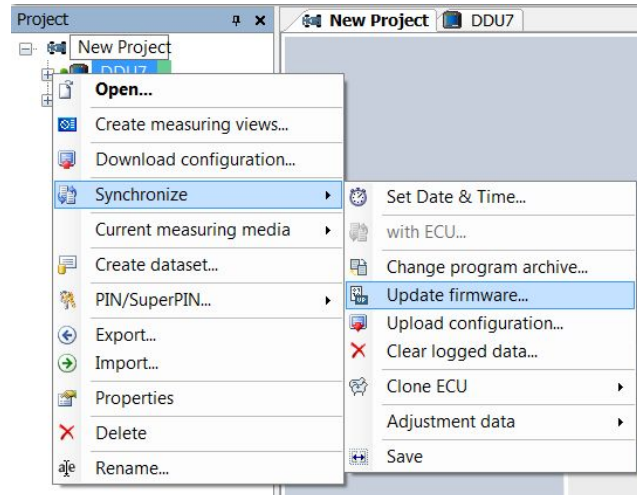 Project
New Project
DDU7
New Project
DDU7
Open...
Create measuring views...
Download configuration...
Synchronize
Current measuring media
Create dataset...
PIN/SuperPIN...
Export...
Import...
Properties
Delete
Rename...
Set Date & Time...
with ECU...
Change program archive...
Update firmware...
Upload configuration...
Clear logged data...
Clone ECU
Adjustment data
Save